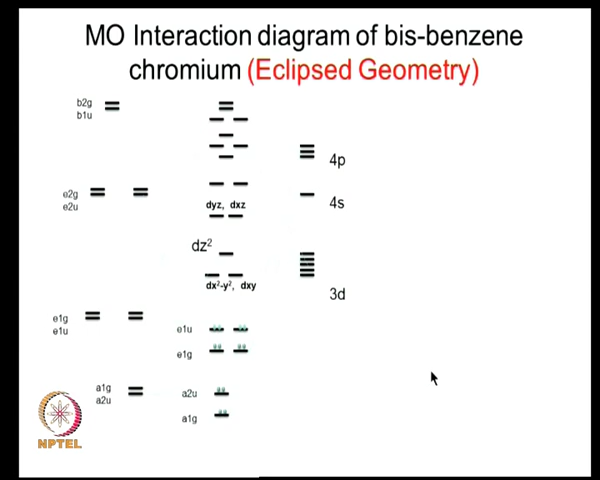 MO Interaction diagram of bis-benzene
chromium (Eclipsed Geometry)
b2g
b1u
4p
e2g
e2u
4s
dyz, dxz
dz²
dx²-y², dxy
3d
e1g
e1u
e1u
e1g
a1g
a2u
a2u
a1g
NPTEL